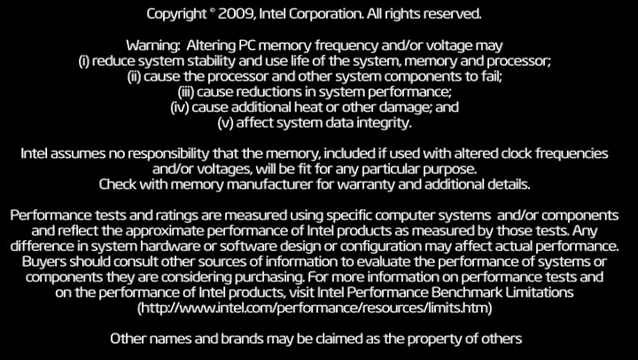 Copyright © 2009, Intel Corporation. All rights reserved.
Warning: Altering PC memory frequency and/or voltage may
(i) reduce system stability and use life of the system, memory and processor;
(ii) cause the processor and other system components to fail;
(iii) cause reductions in system performance;
(iv) cause additional heat or other damage; and
(v) affect system data integrity.
Intel assumes no responsibility that the memory, included if used with altered clock frequencies
and/or voltages, will be fit for any particular purpose.
Check with memory manufacturer for warranty and additional details.
Performance tests and ratings are measured using specific computer systems and/or components
and reflect the approximate performance of Intel products as measured by those tests. Any
difference in system hardware or software design or configuration may affect actual performance.
Buyers should consult other sources of information to evaluate the performance of systems or
components they are considering purchasing. For more information on performance tests and
on the performance of Intel products, visit Intel Performance Benchmark Limitations
(http://www.intel.com/performance/resources/limits.htm)
Other names and brands may be claimed as the property of others